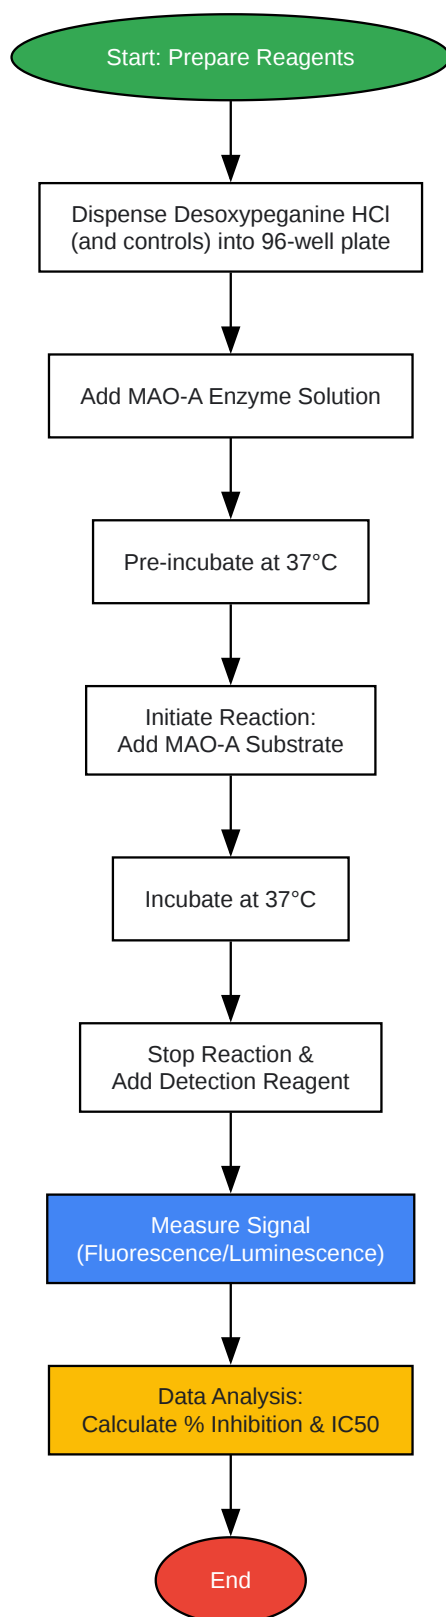 Start: Prepare Reagents
Dispense Desoxypeganine HCl
(and controls) into 96-well plate
Add MAO-A Enzyme Solution
Pre-incubate at 37°C
Initiate Reaction:
Add MAO-A Substrate
Incubate at 37°C
Stop Reaction &
Add Detection Reagent
Measure Signal
(Fluorescence/Luminescence)
Data Analysis:
Calculate % Inhibition & IC50
End